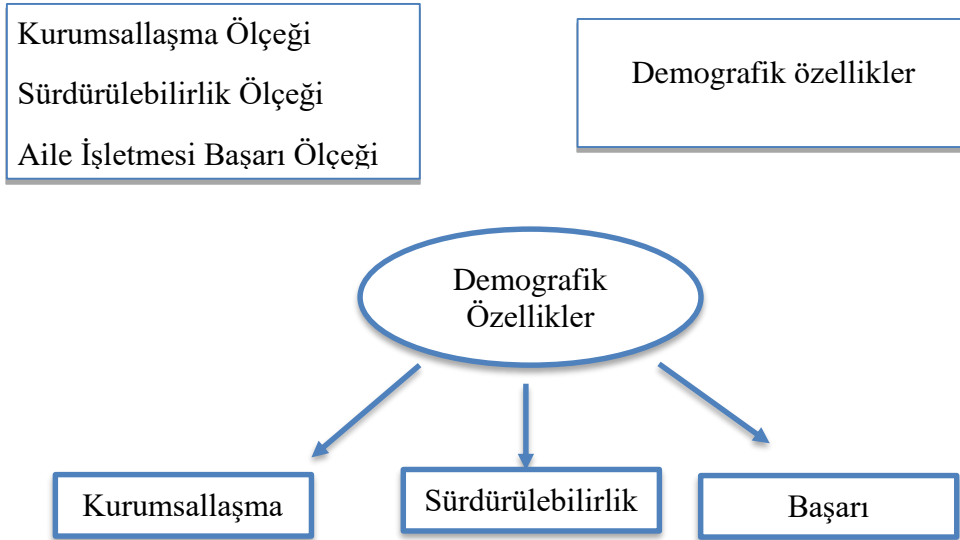 Kurumsallaşma Ölçeği
Sürdürülebilirlik Ölçeği
Aile İşletmesi Başarı Ölçeği
Demografik özellikler
Demografik
Özellikler
Kurumsallaşma
Sürdürülebilirlik
Başarı